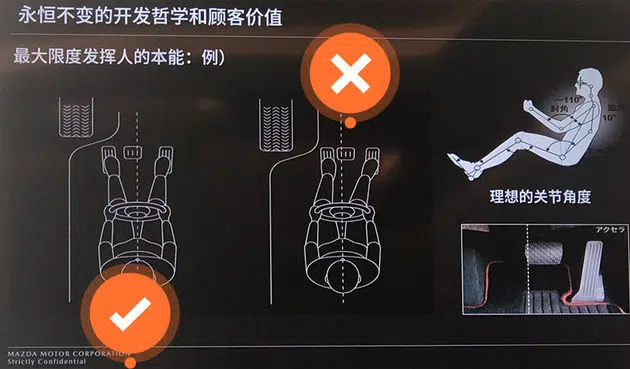 永恒不变的开发哲学和顾客价值
最大限度发挥人的本能：例）
~110°
肘角
10°
理想的关节角度
アクセラ
MAZDA MOTOR CORPORATION
Strictly Confidential